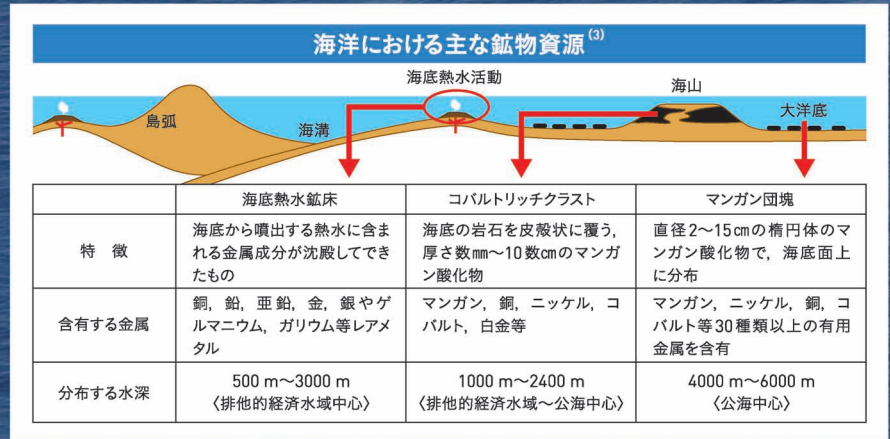 海洋における主な鉱物資源(3)
海底熱水活動
海山
大洋底
島弧
海溝
海底熱水鉱床
コバルトリッチクラスト
マンガン団塊
特 徴
海底から噴出する熱水に含ま
れる金属成分が沈殿してでき
たもの
海底の岩石を皮殻状に覆う,
厚さ数mm〜10数cmのマンガ
ン酸化物
直径2〜15cmの楕円体のマ
ンガン酸化物で,海底面上
に分布
含有する金属
銅,鉛,亜鉛,金,銀やゲ
ルマニウム,ガリウム等レアメ
タル
マンガン,銅,ニッケル,コ
バルト,白金等
マンガン,ニッケル,銅,コ
バルト等30種類以上の有用
金属を含有
分布する水深
500 m〜3000 m
〈排他的経済水域中心〉
1000 m〜2400 m
〈排他的経済水域〜公海中心〉
4000 m〜6000 m
〈公海中心〉